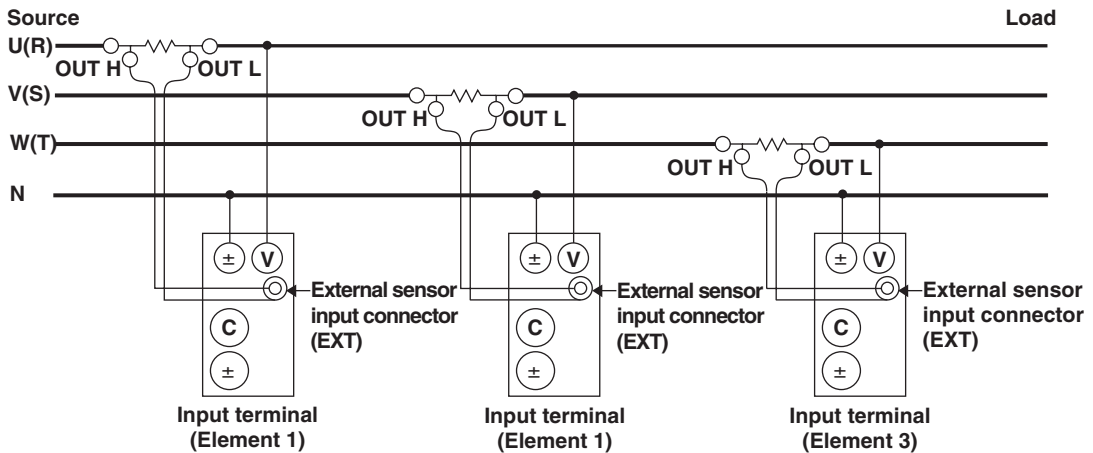 Source
Load
U(R)
OUT H
OUT L
V(S)
OUT H
OUT L
W(T)
OUT H
OUT L
N
± V
± V
± V
External sensor
input connector
(EXT)
External sensor
input connector
(EXT)
External sensor
input connector
(EXT)
C
C
C
±
±
±
Input terminal
(Element 1)
Input terminal
(Element 1)
Input terminal
(Element 3)